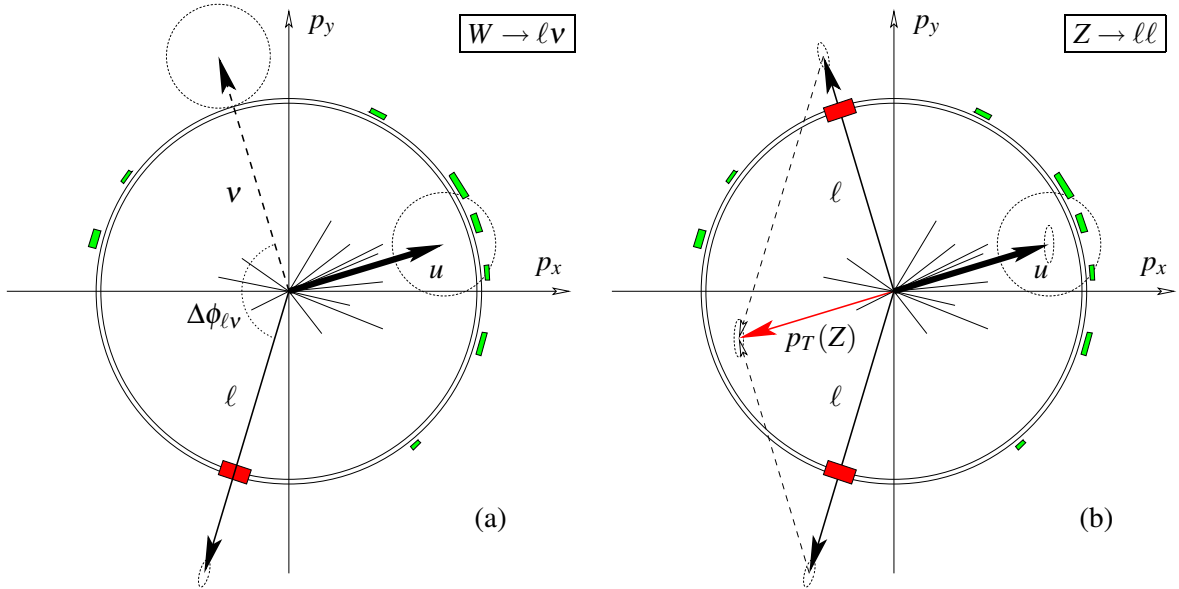 p_y
W → ℓν
ν
u
p_x
Δϕ_ℓν
ℓ
(a)
p_y
Z → ℓℓ
ℓ
u
p_x
p_T(Z)
ℓ
(b)